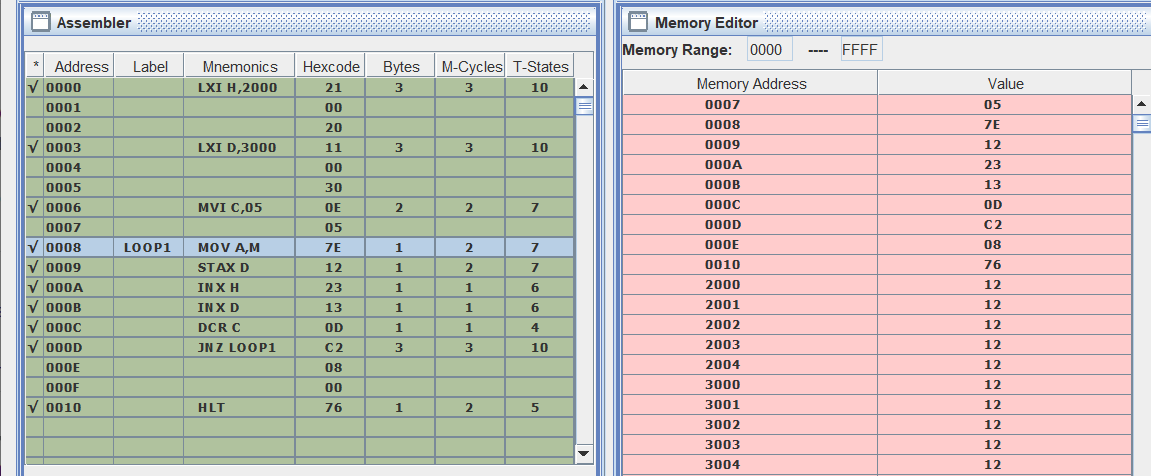 Assembler
* Address Label Mnemonics Hexcode Bytes M-Cycles T-States
√ 0000 LXI H,2000 21 3 3 10
0001 00
0002 20
√ 0003 LXI D,3000 11 3 3 10
0004 00
0005 30
√ 0006 MVI C,05 0E 2 2 7
0007 05
√ 0008 LOOP1 MOV A,M 7E 1 2 7
√ 0009 STAX D 12 1 2 7
√ 000A INX H 23 1 1 6
√ 000B INX D 13 1 1 6
√ 000C DCR C 0D 1 1 4
√ 000D JNZ LOOP1 C2 3 3 10
000E 08
000F 00
√ 0010 HLT 76 1 2 5
Memory Editor
Memory Range: 0000 ---- FFFF
Memory Address Value
0007 05
0008 7E
0009 12
000A 23
000B 13
000C 0D
000D C2
000E 08
0010 76
2000 12
2001 12
2002 12
2003 12
2004 12
3000 12
3001 12
3002 12
3003 12
3004 12